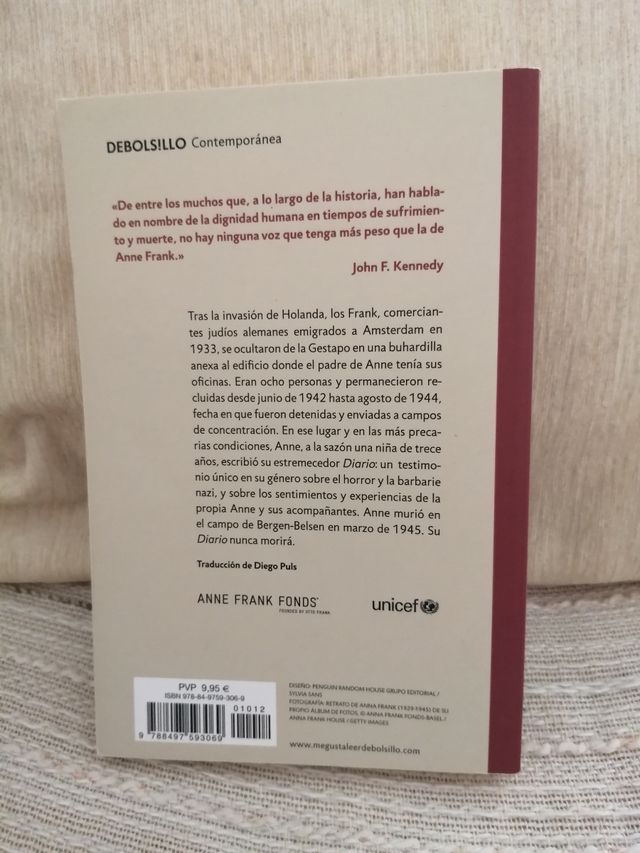 DEBOLS!LLO Contemporánea
«De entre los muchos que, a lo largo de la historia, han habla-
do en nombre de la dignidad humana en tiempos de sufrimien-
to y muerte, no hay ninguna voz que tenga más peso que la de
Anne Frank.»
John F. Kennedy
Tras la invasión de Holanda, los Frank, comercian-
tes judíos alemanes emigrados a Amsterdam en
1933, se ocultaron de la Gestapo en una buhardilla
anexa al edificio donde el padre de Anne tenía sus
oficinas. Eran ocho personas y permanecieron re-
cluidas desde junio de 1942 hasta agosto de 1944,
fecha en que fueron detenidas y enviadas a campos
de concentración. En ese lugar y en las más preca-
rias condiciones, Anne, a la sazón una niña de trece
años, escribió su estremecedor Diario: un testimo-
nio único en su género sobre el horror y la barbarie
nazi, y sobre los sentimientos y experiencias de la
propia Anne y sus acompañantes. Anne murió en
el campo de Bergen-Belsen en marzo de 1945. Su
Diario nunca morirá.
Traducción de Diego Puls
ANNE FRANK FONDS
FOUNDED BY OTTO FRANK
unicef
PVP 9,95 €
ISBN 978-84-9759-306-9
01012
9 788497 593069
DISEÑO: PENGUIN RANDOM HOUSE GRUPO EDITORIAL /
SYLVIA SANS
FOTOGRAFÍA: RETRATO DE ANNA FRANK (1929-1945) DE SU
PROPIO ÁLBUM DE FOTOS. © ANNA FRANK FONDS-BASEL /
ANNA FRANK HOUSE / GETTY IMAGES
www.megustaleerdebolsillo.com